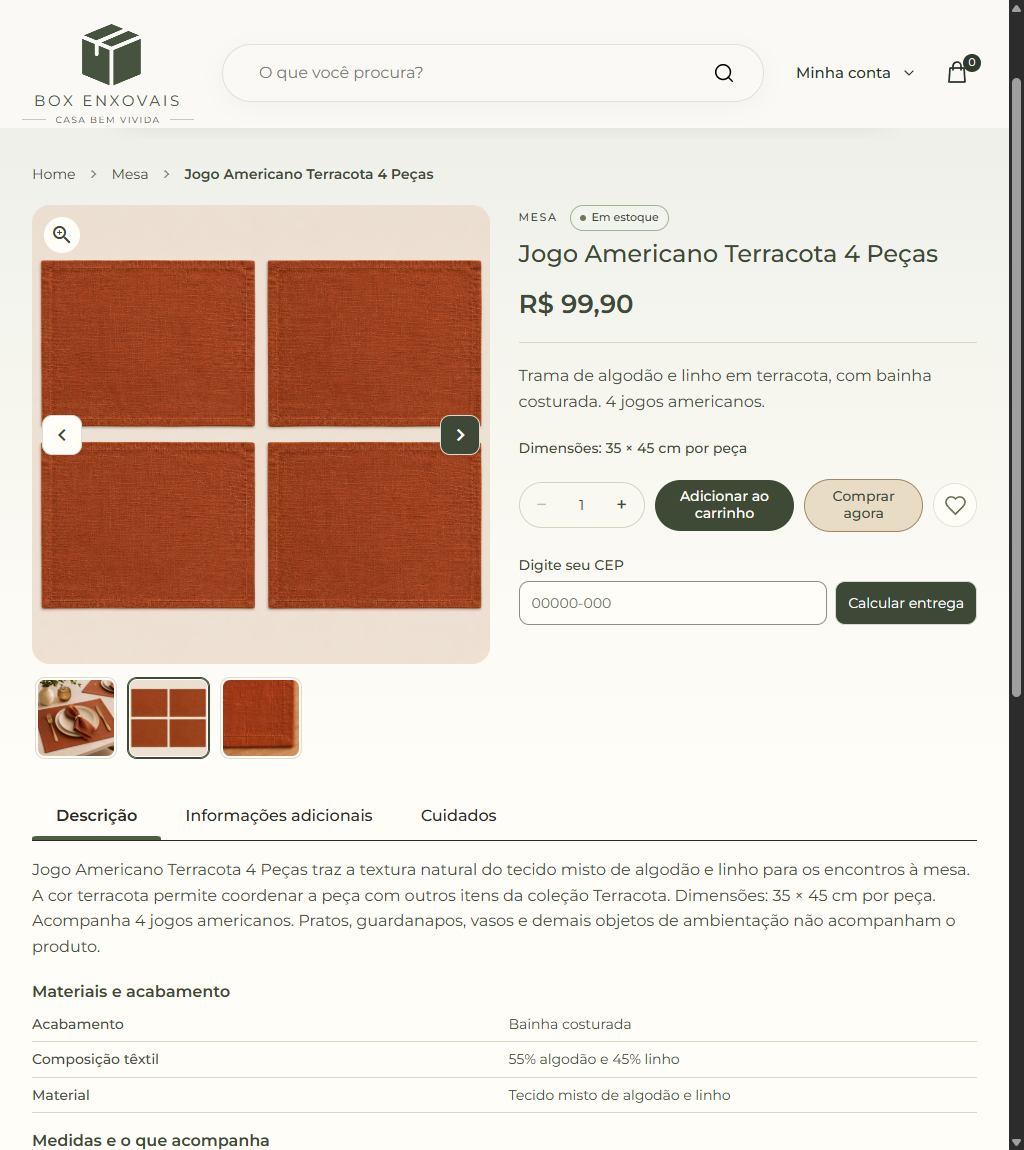 BOX ENXOVAIS
CASA BEM VIVIDA
O que você procura?
Minha conta
0
Home > Mesa > Jogo Americano Terracota 4 Peças
MESA
Em estoque
Jogo Americano Terracota 4 Peças
R$ 99,90
Trama de algodão e linho em terracota, com bainha
costurada. 4 jogos americanos.
Dimensões: 35 × 45 cm por peça
− 1 +
Adicionar ao
carrinho
Comprar
agora
Digite seu CEP
00000-000
Calcular entrega
Descrição
Informações adicionais
Cuidados
Jogo Americano Terracota 4 Peças traz a textura natural do tecido misto de algodão e linho para os encontros à mesa.
A cor terracota permite coordenar a peça com outros itens da coleção Terracota. Dimensões: 35 × 45 cm por peça.
Acompanha 4 jogos americanos. Pratos, guardanapos, vasos e demais objetos de ambientação não acompanham o
produto.
Materiais e acabamento
Acabamento Bainha costurada
Composição têxtil 55% algodão e 45% linho
Material Tecido misto de algodão e linho
Medidas e o que acompanha